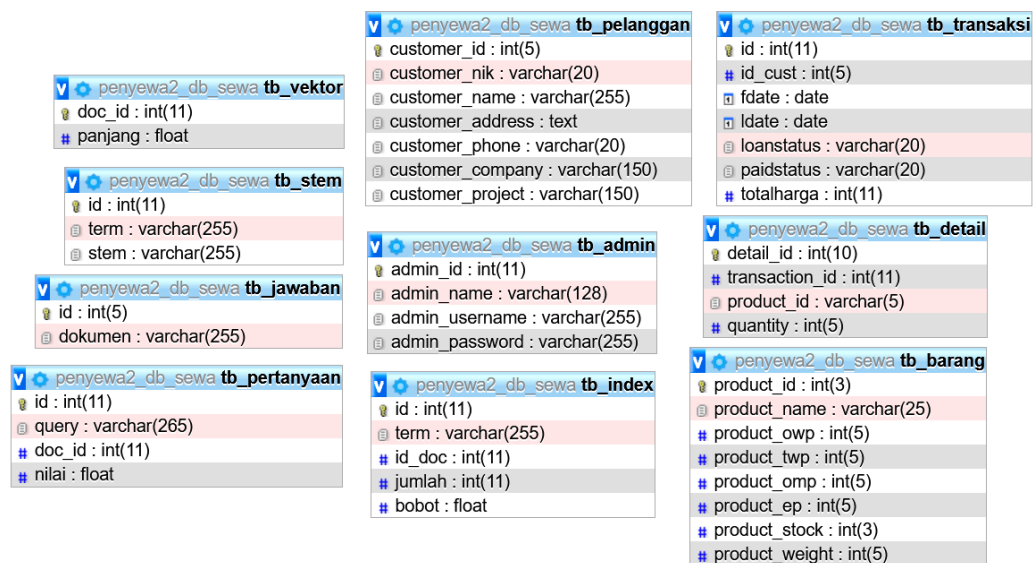 penyewa2_db_sewa tb_vektor
doc_id : int(11)
panjang : float
penyewa2_db_sewa tb_stem
id : int(11)
term : varchar(255)
stem : varchar(255)
penyewa2_db_sewa tb_jawaban
id : int(5)
dokumen : varchar(255)
penyewa2_db_sewa tb_pertanyaan
id : int(11)
query : varchar(265)
doc_id : int(11)
nilai : float
penyewa2_db_sewa tb_pelanggan
customer_id : int(5)
customer_nik : varchar(20)
customer_name : varchar(255)
customer_address : text
customer_phone : varchar(20)
customer_company : varchar(150)
customer_project : varchar(150)
penyewa2_db_sewa tb_admin
admin_id : int(11)
admin_name : varchar(128)
admin_username : varchar(255)
admin_password : varchar(255)
penyewa2_db_sewa tb_index
id : int(11)
term : varchar(255)
id_doc : int(11)
jumlah : int(11)
bobot : float
penyewa2_db_sewa tb_transaksi
id : int(11)
id_cust : int(5)
fdate : date
ldate : date
loanstatus : varchar(20)
paidstatus : varchar(20)
totalharga : int(11)
penyewa2_db_sewa tb_detail
detail_id : int(10)
transaction_id : int(11)
product_id : varchar(5)
quantity : int(5)
penyewa2_db_sewa tb_barang
product_id : int(3)
product_name : varchar(25)
product_owp : int(5)
product_twp : int(5)
product_omp : int(5)
product_ep : int(5)
product_stock : int(3)
product_weight : int(5)